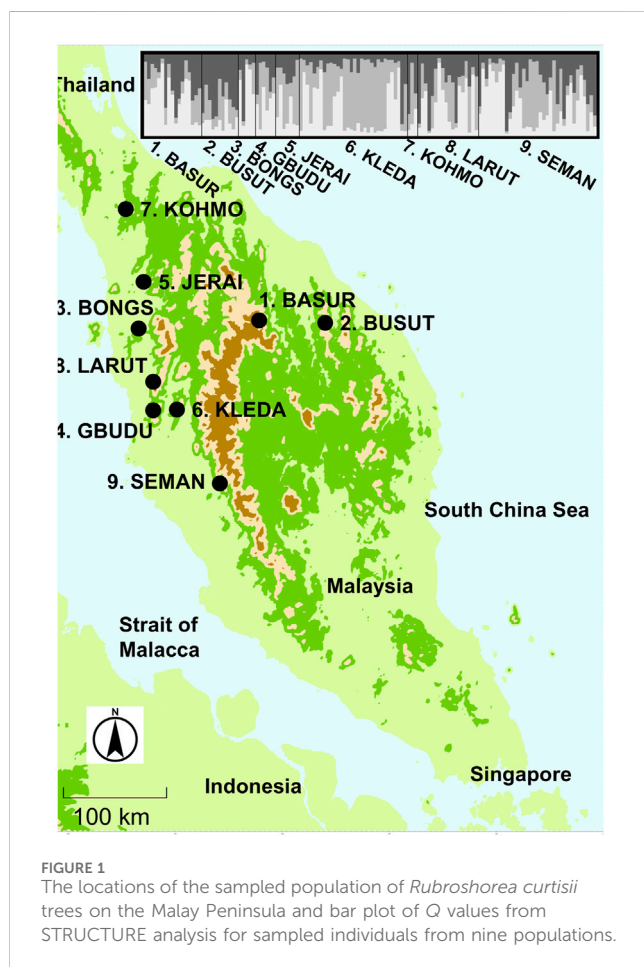 Thailand
1. BASUR
2. BUSUT
3. BONGS
4. GBUDU
5. JERAI
6. KLEDA
7. KOHMO
8. LARUT
9. SEMAN
7. KOHMO
5. JERAI
3. BONGS
1. BASUR
2. BUSUT
8. LARUT
6. KLEDA
4. GBUDU
9. SEMAN
South China Sea
Malaysia
Strait of
Malacca
N
Indonesia
Singapore
100 km
FIGURE 1
The locations of the sampled population of Rubroshorea curtisii
trees on the Malay Peninsula and bar plot of Q values from
STRUCTURE analysis for sampled individuals from nine populations.